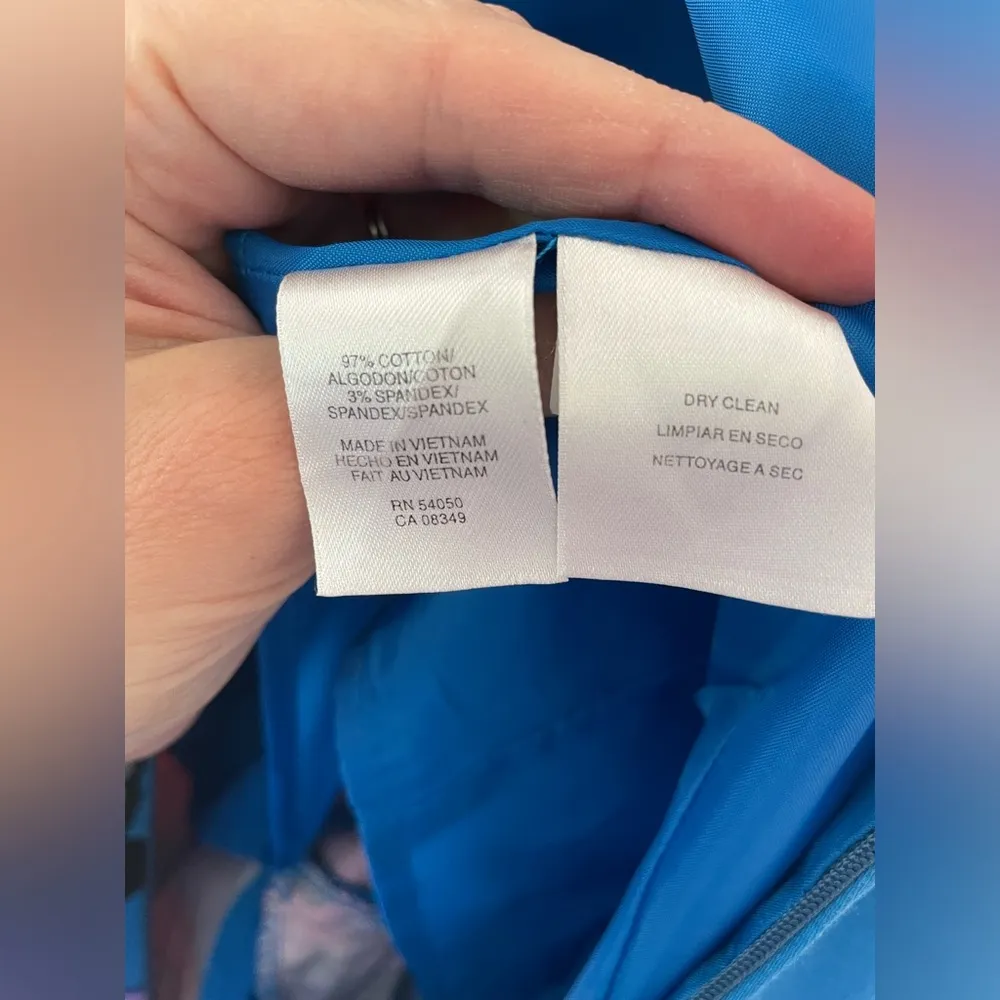 97% COTTON/
ALGODON/COTON
3% SPANDEX/
SPANDEX/SPANDEX
MADE IN VIETNAM
HECHO EN VIETNAM
FAIT AU VIETNAM
RN 54050
CA 08349
DRY CLEAN
LIMPIAR EN SECO
NETTOYAGE A SEC